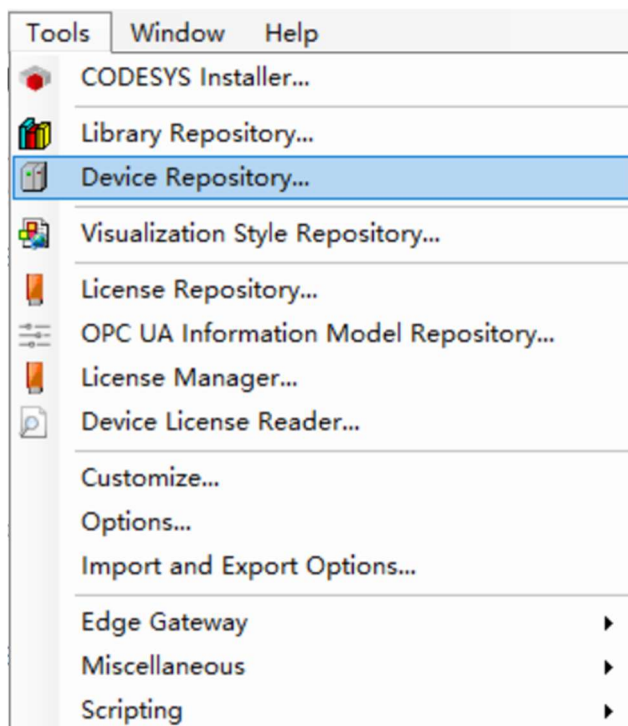 Tools Window Help
CODESYS Installer...
Library Repository...
Device Repository...
Visualization Style Repository...
License Repository...
OPC UA Information Model Repository...
License Manager...
Device License Reader...
Customize...
Options...
Import and Export Options...
Edge Gateway
Miscellaneous
Scripting